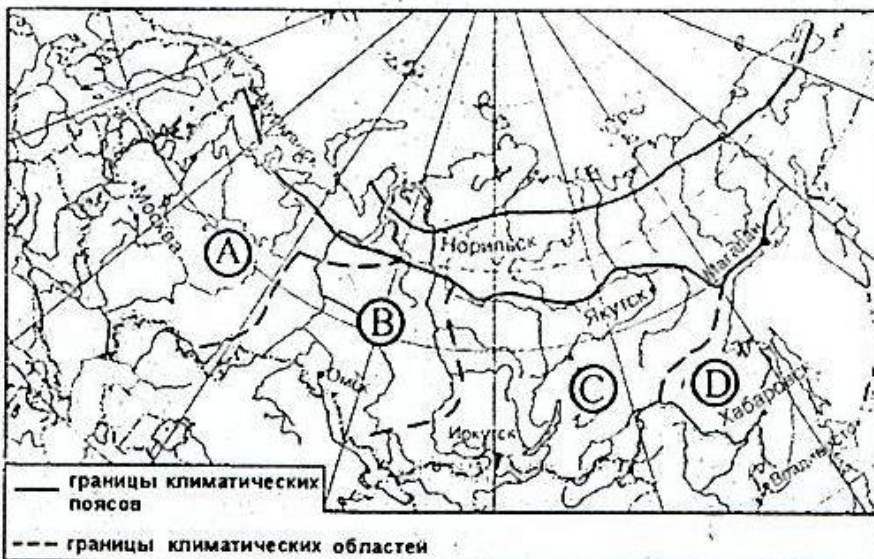 Москва
A
Норильск
B
Магадан
Якутск
Омск
C
D
Хабаровск
Иркутск
Владивосток
границы климатических
поясов
границы климатических областей